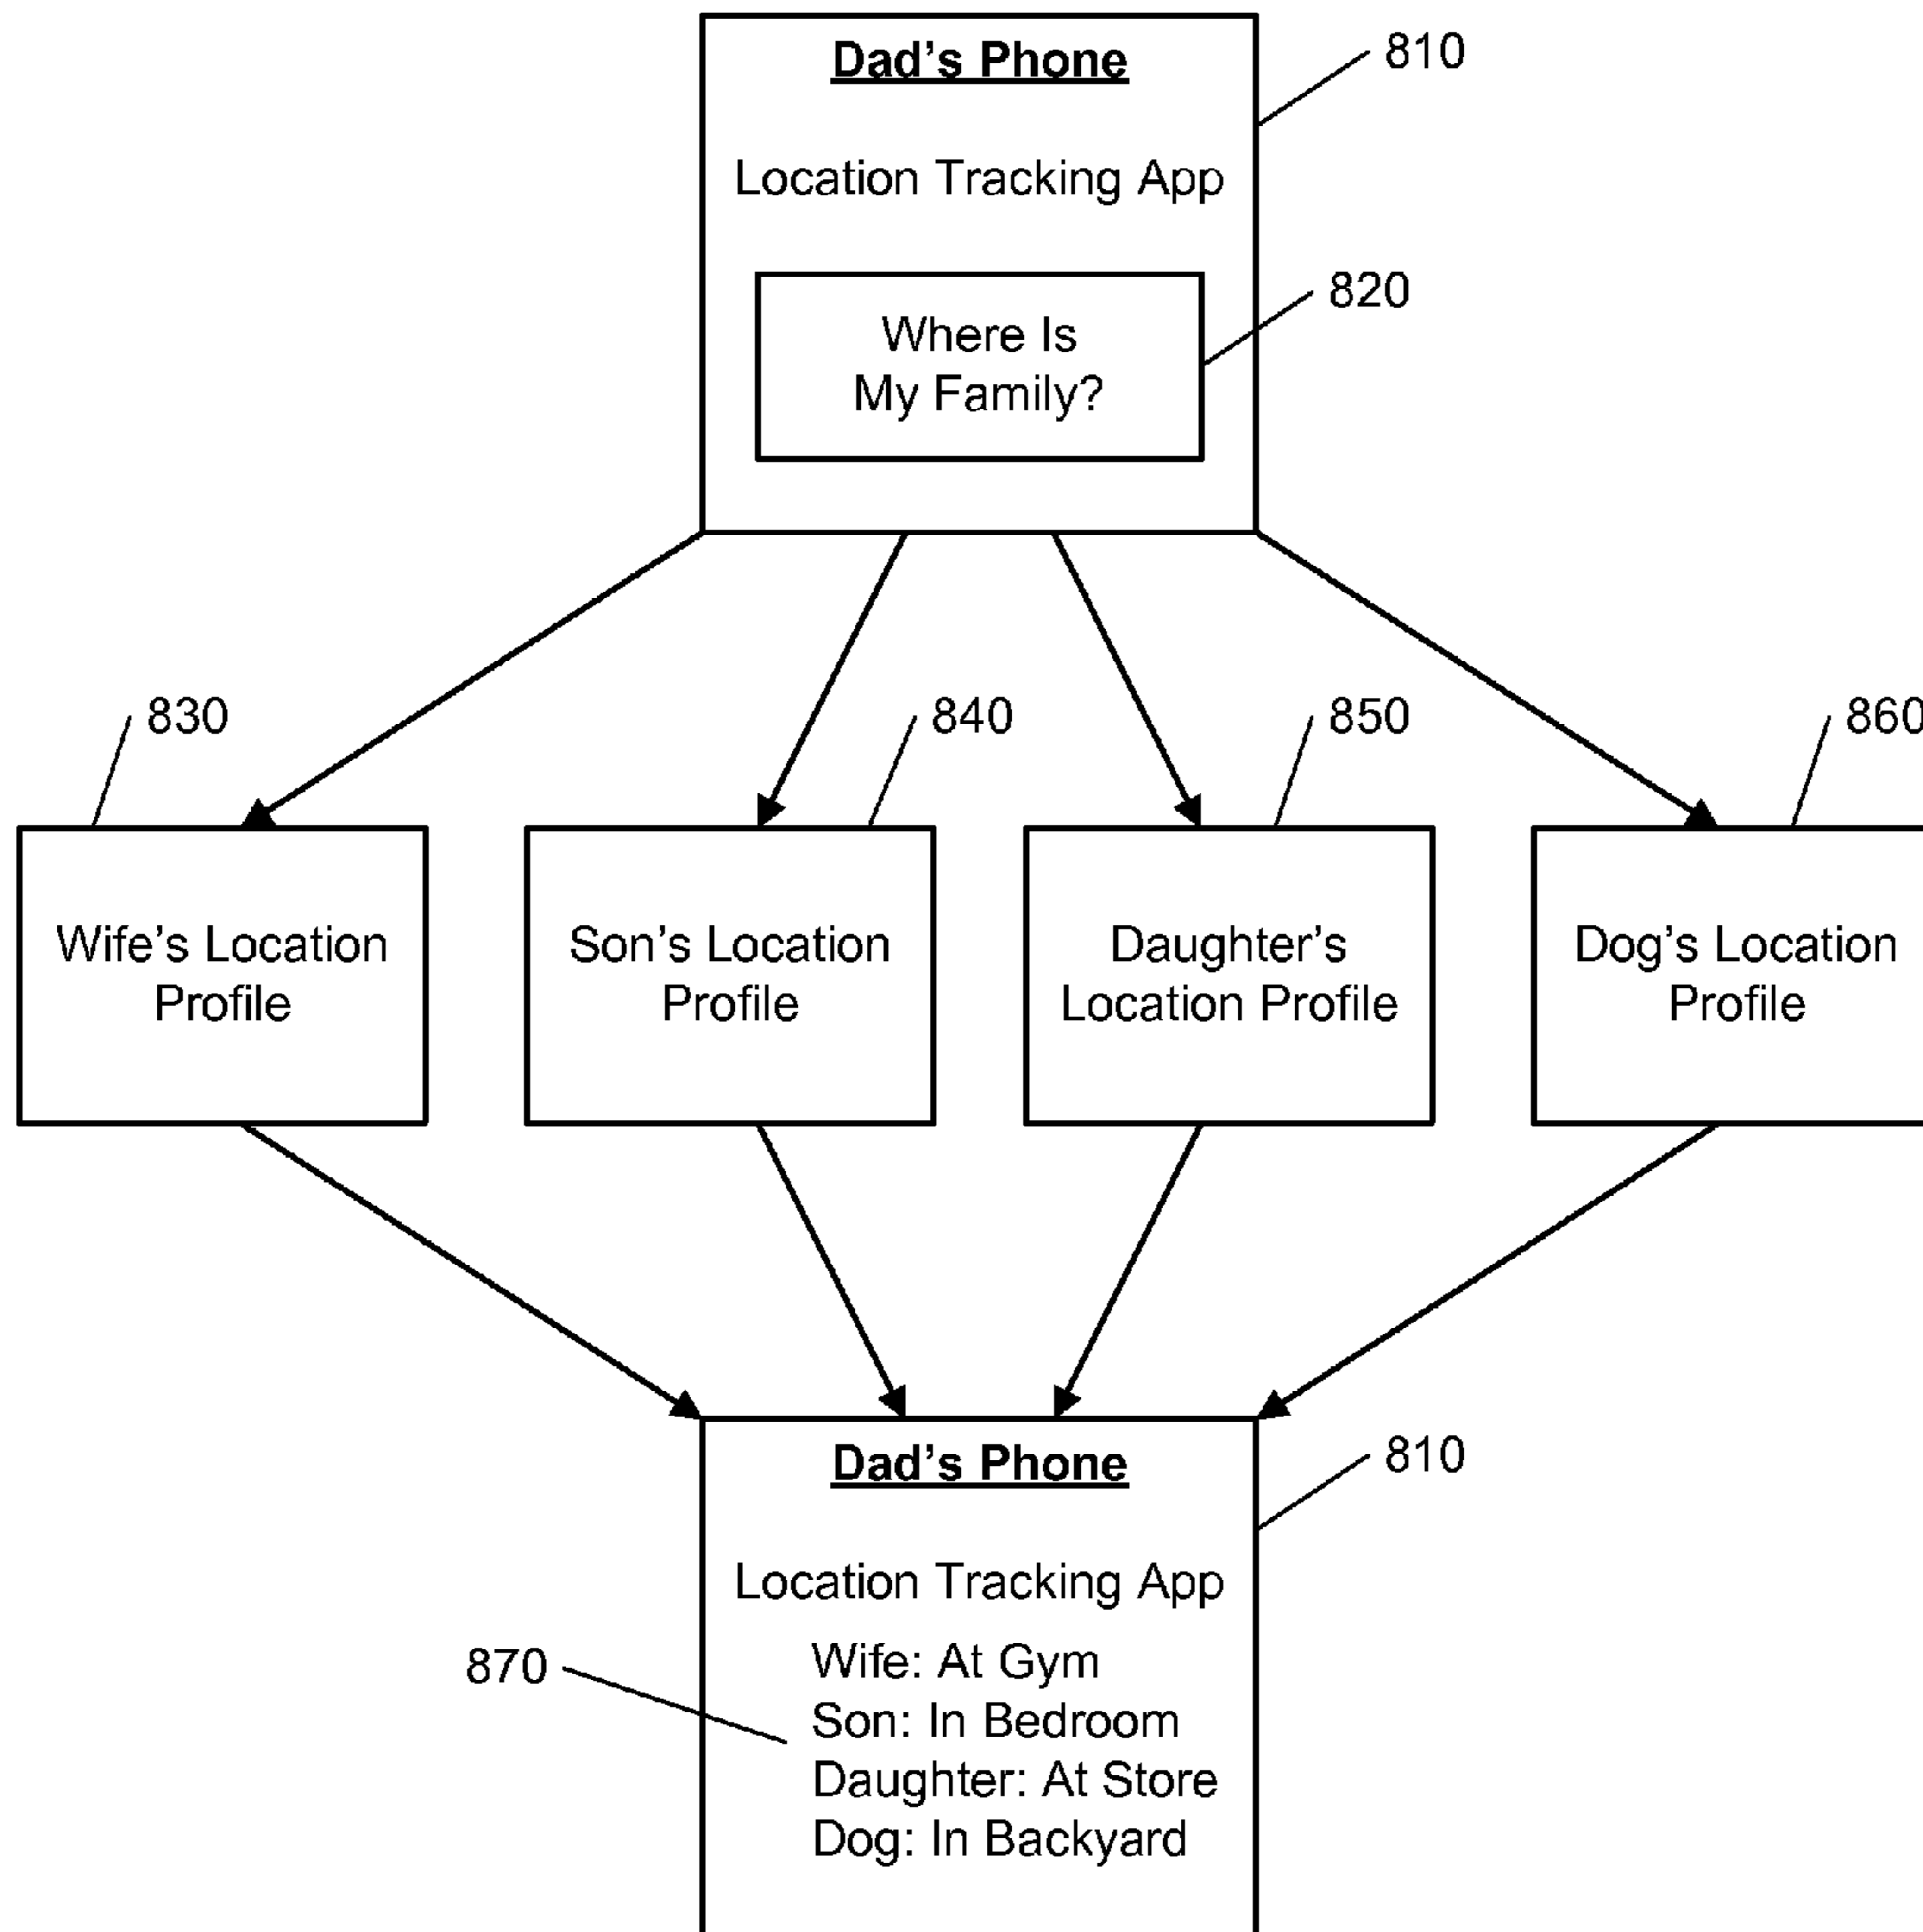 Dad's Phone
810
Location Tracking App
820
Where Is
My Family?
830
840
850
860
Wife's Location
Profile
Son's Location
Profile
Daughter's
Location Profile
Dog's Location
Profile
Dad's Phone
810
Location Tracking App
870
Wife: At Gym
Son: In Bedroom
Daughter: At Store
Dog: In Backyard